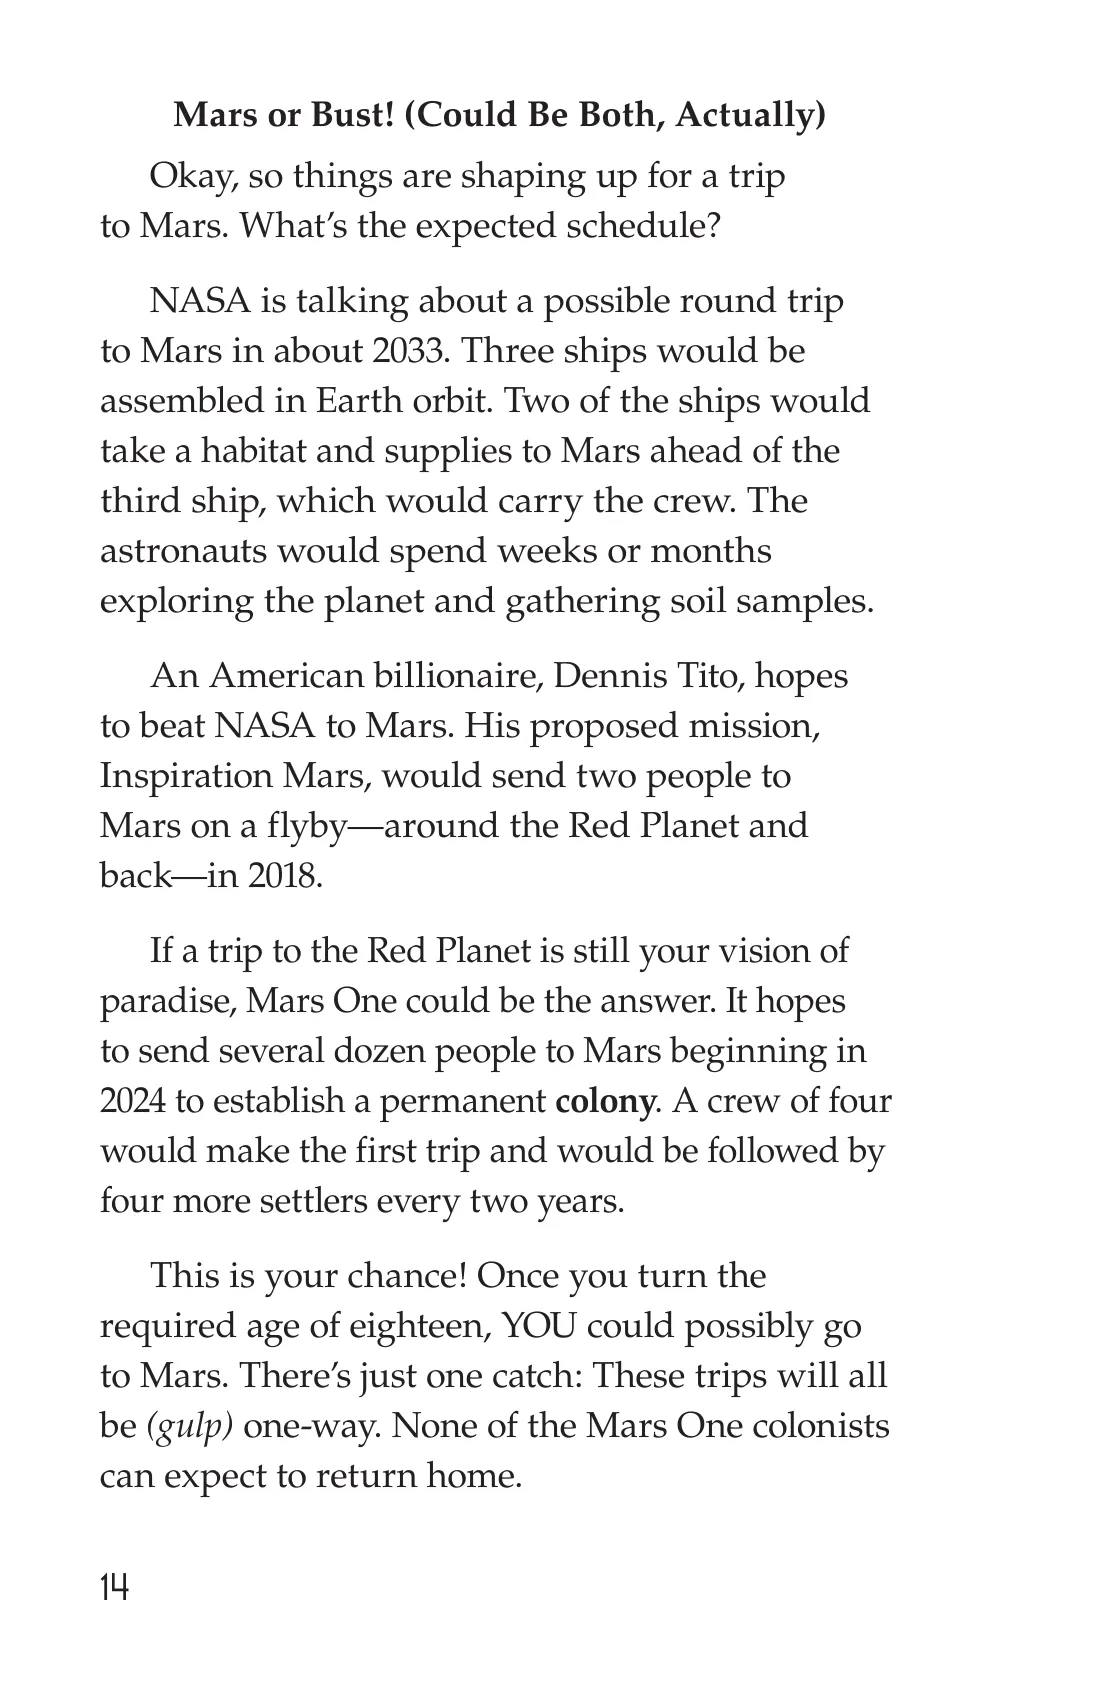 Mars or Bust! (Could Be Both, Actually)
Okay, so things are shaping up for a trip
to Mars. What’s the expected schedule?
NASA is talking about a possible round trip
to Mars in about 2033. Three ships would be
assembled in Earth orbit. Two of the ships would
take a habitat and supplies to Mars ahead of the
third ship, which would carry the crew. The
astronauts would spend weeks or months
exploring the planet and gathering soil samples.
An American billionaire, Dennis Tito, hopes
to beat NASA to Mars. His proposed mission,
Inspiration Mars, would send two people to
Mars on a flyby—around the Red Planet and
back—in 2018.
If a trip to the Red Planet is still your vision of
paradise, Mars One could be the answer. It hopes
to send several dozen people to Mars beginning in
2024 to establish a permanent colony. A crew of four
would make the first trip and would be followed by
four more settlers every two years.
This is your chance! Once you turn the
required age of eighteen, YOU could possibly go
to Mars. There’s just one catch: These trips will all
be (gulp) one-way. None of the Mars One colonists
can expect to return home.
14